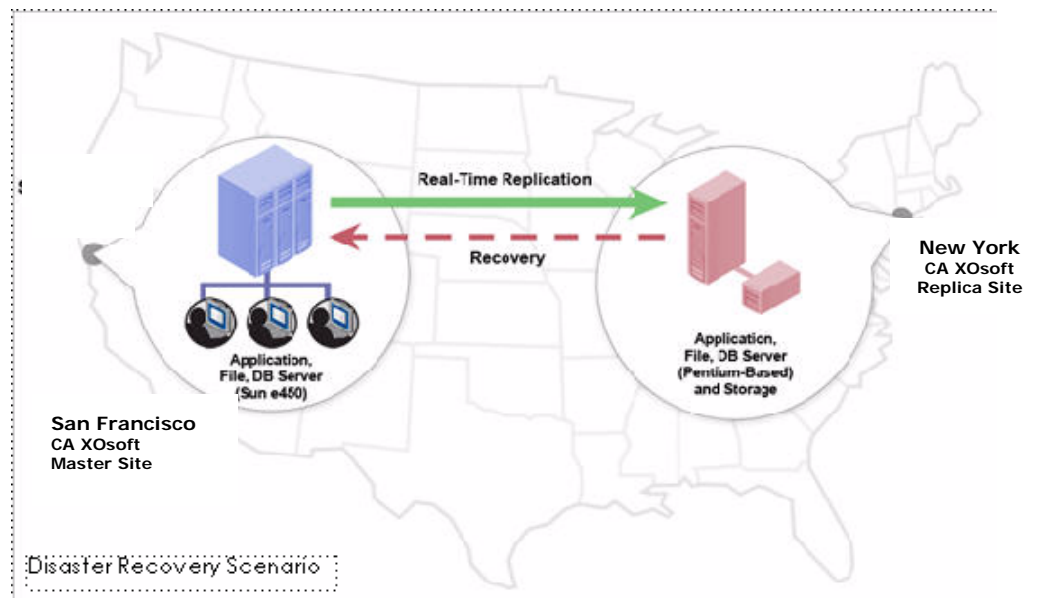 Real-Time Replication
Recovery
Application,
File, DB Server
(Sun e450)
San Francisco
CA XOsoft
Master Site
New York
CA XOsoft
Replica Site
Application,
File, DB Server
(Pentium-Based)
and Storage
Disaster Recovery Scenario